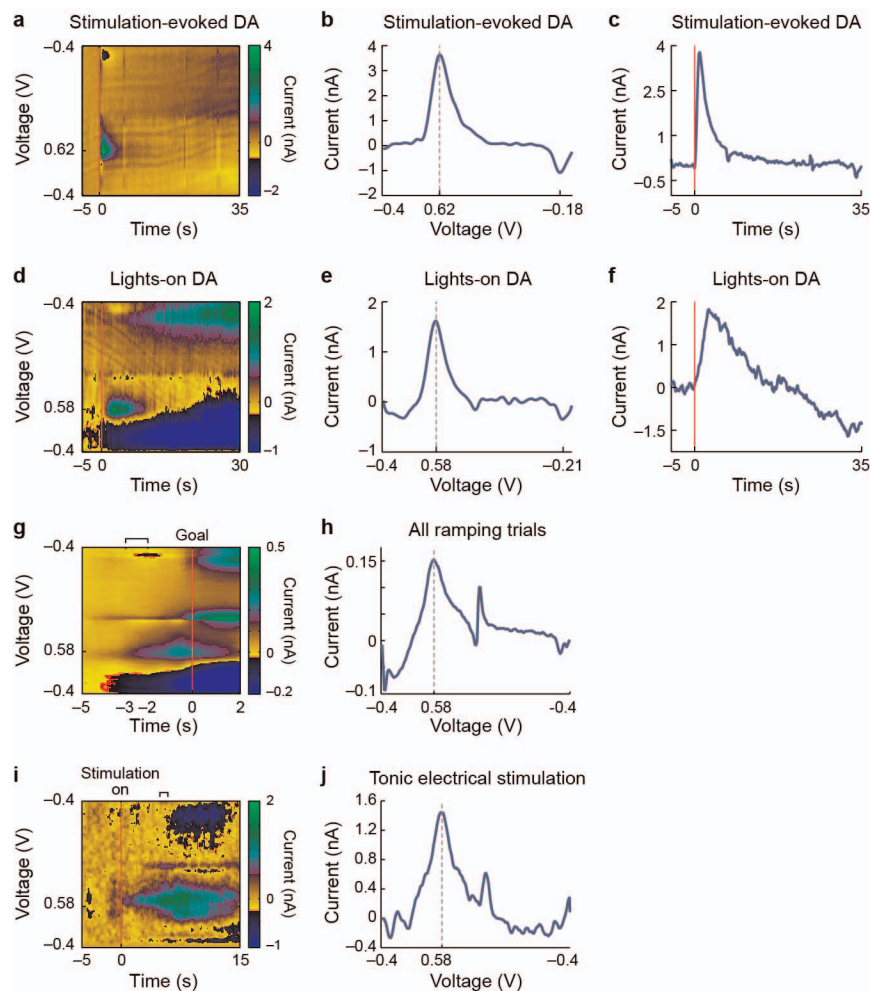 a Stimulation-evoked DA
–0.4
0.62
–0.4
Voltage (V)
–5 0 35
Time (s)
4
2
0
–2
Current (nA)
b Stimulation-evoked DA
4
3
2
1
0
–1
–2
Current (nA)
–0.4 0.62 –0.18
Voltage (V)
c Stimulation-evoked DA
4
2.5
1
–0.5
Current (nA)
–5 0 35
Time (s)
d Lights-on DA
–0.4
0.58
–0.4
Voltage (V)
–5 0 30
Time (s)
2
1
0
–1
Current (nA)
e Lights-on DA
2
1
0
–1
Current (nA)
–0.4 0.58 –0.21
Voltage (V)
f Lights-on DA
2
1
0
–1.5
Current (nA)
–5 0 35
Time (s)
g Goal
–0.4
0.58
–0.4
Voltage (V)
–5 –3 –2 0 2
Time (s)
0.5
0
–0.2
Current (nA)
h All ramping trials
0.15
0
–0.1
Current (nA)
–0.4 0.58 -0.4
Voltage (V)
i Stimulation
on
–0.4
0.58
–0.4
Voltage (V)
–5 0 15
Time (s)
2
0
–1
Current (nA)
j Tonic electrical stimulation
1.6
1.2
0.8
0.4
0
–0.4
Current (nA)
–0.4 0.58 –0.4
Voltage (V)